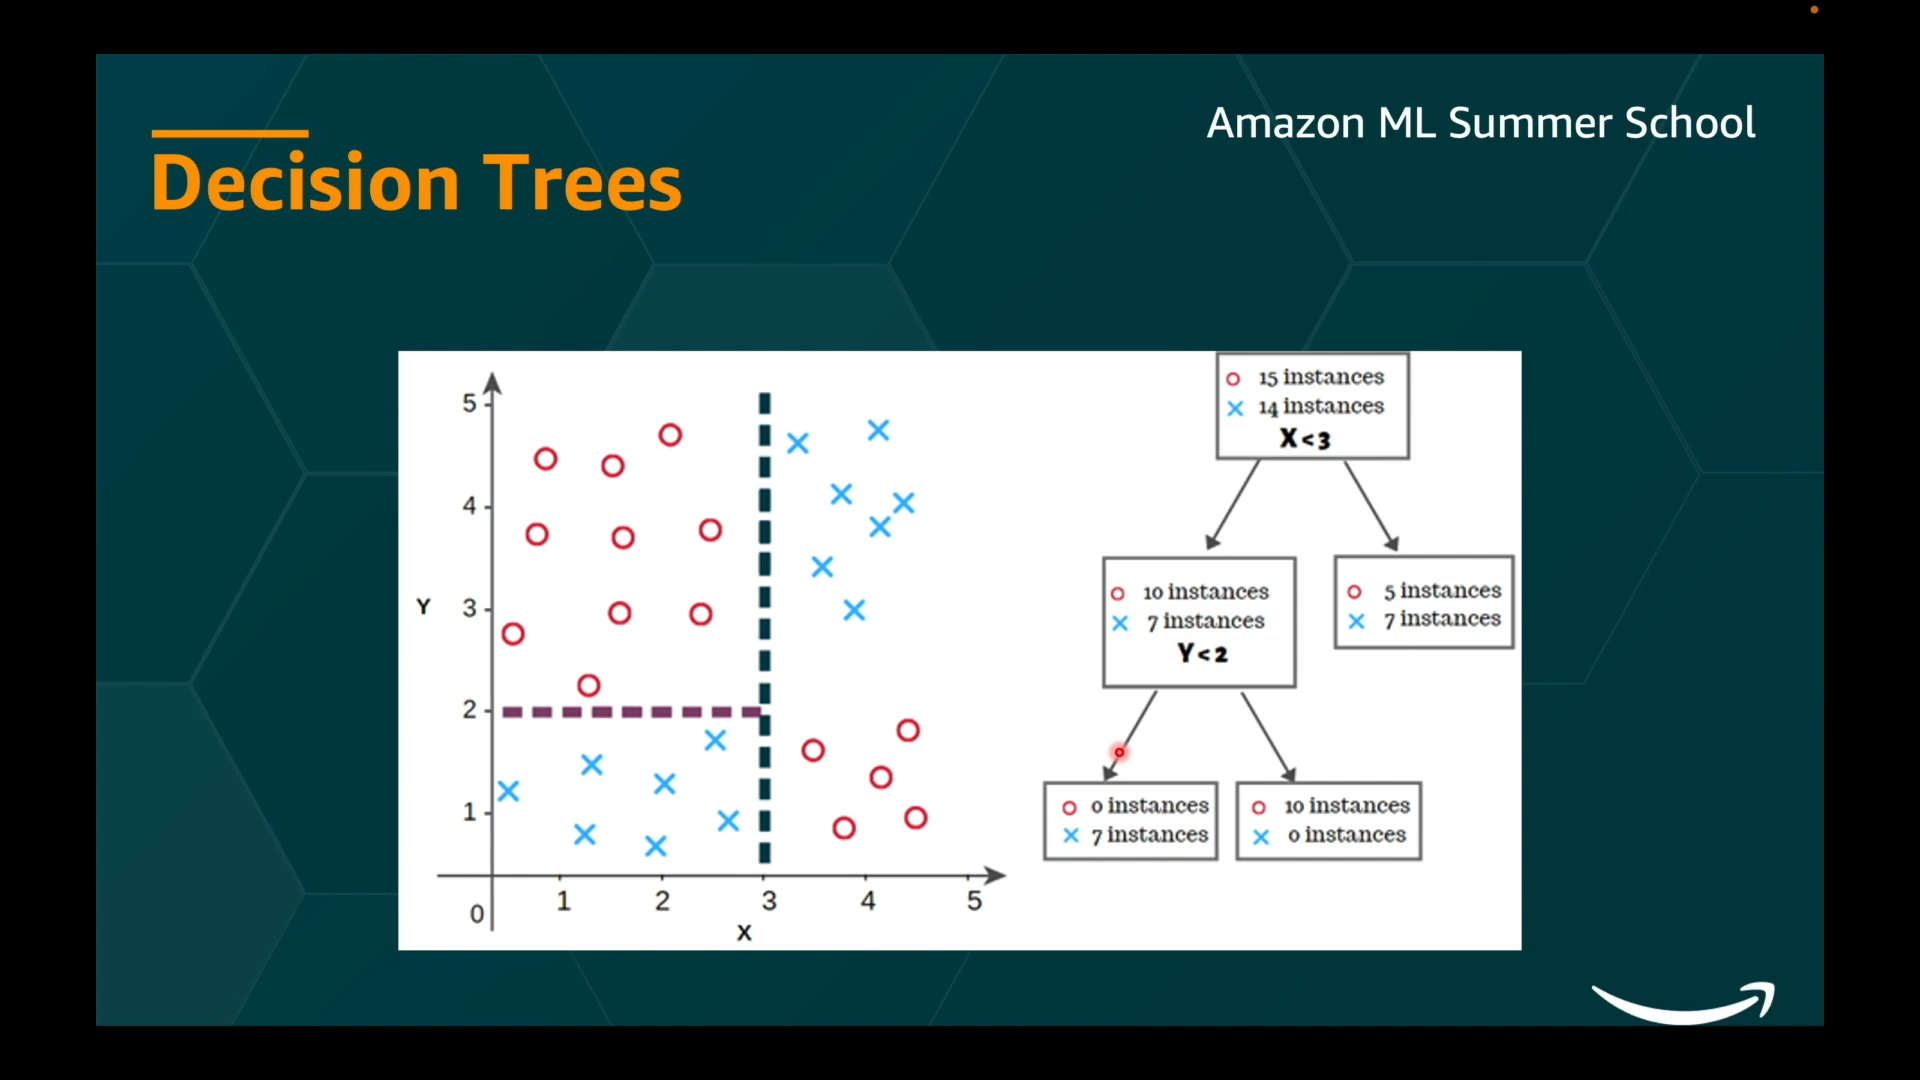 Amazon ML Summer School
Decision Trees
5
4
Y
3
2
1
0
1
2
3
4
5
X
15 instances
14 instances
X<3
10 instances
7 instances
Y<2
5 instances
7 instances
0 instances
7 instances
10 instances
0 instances